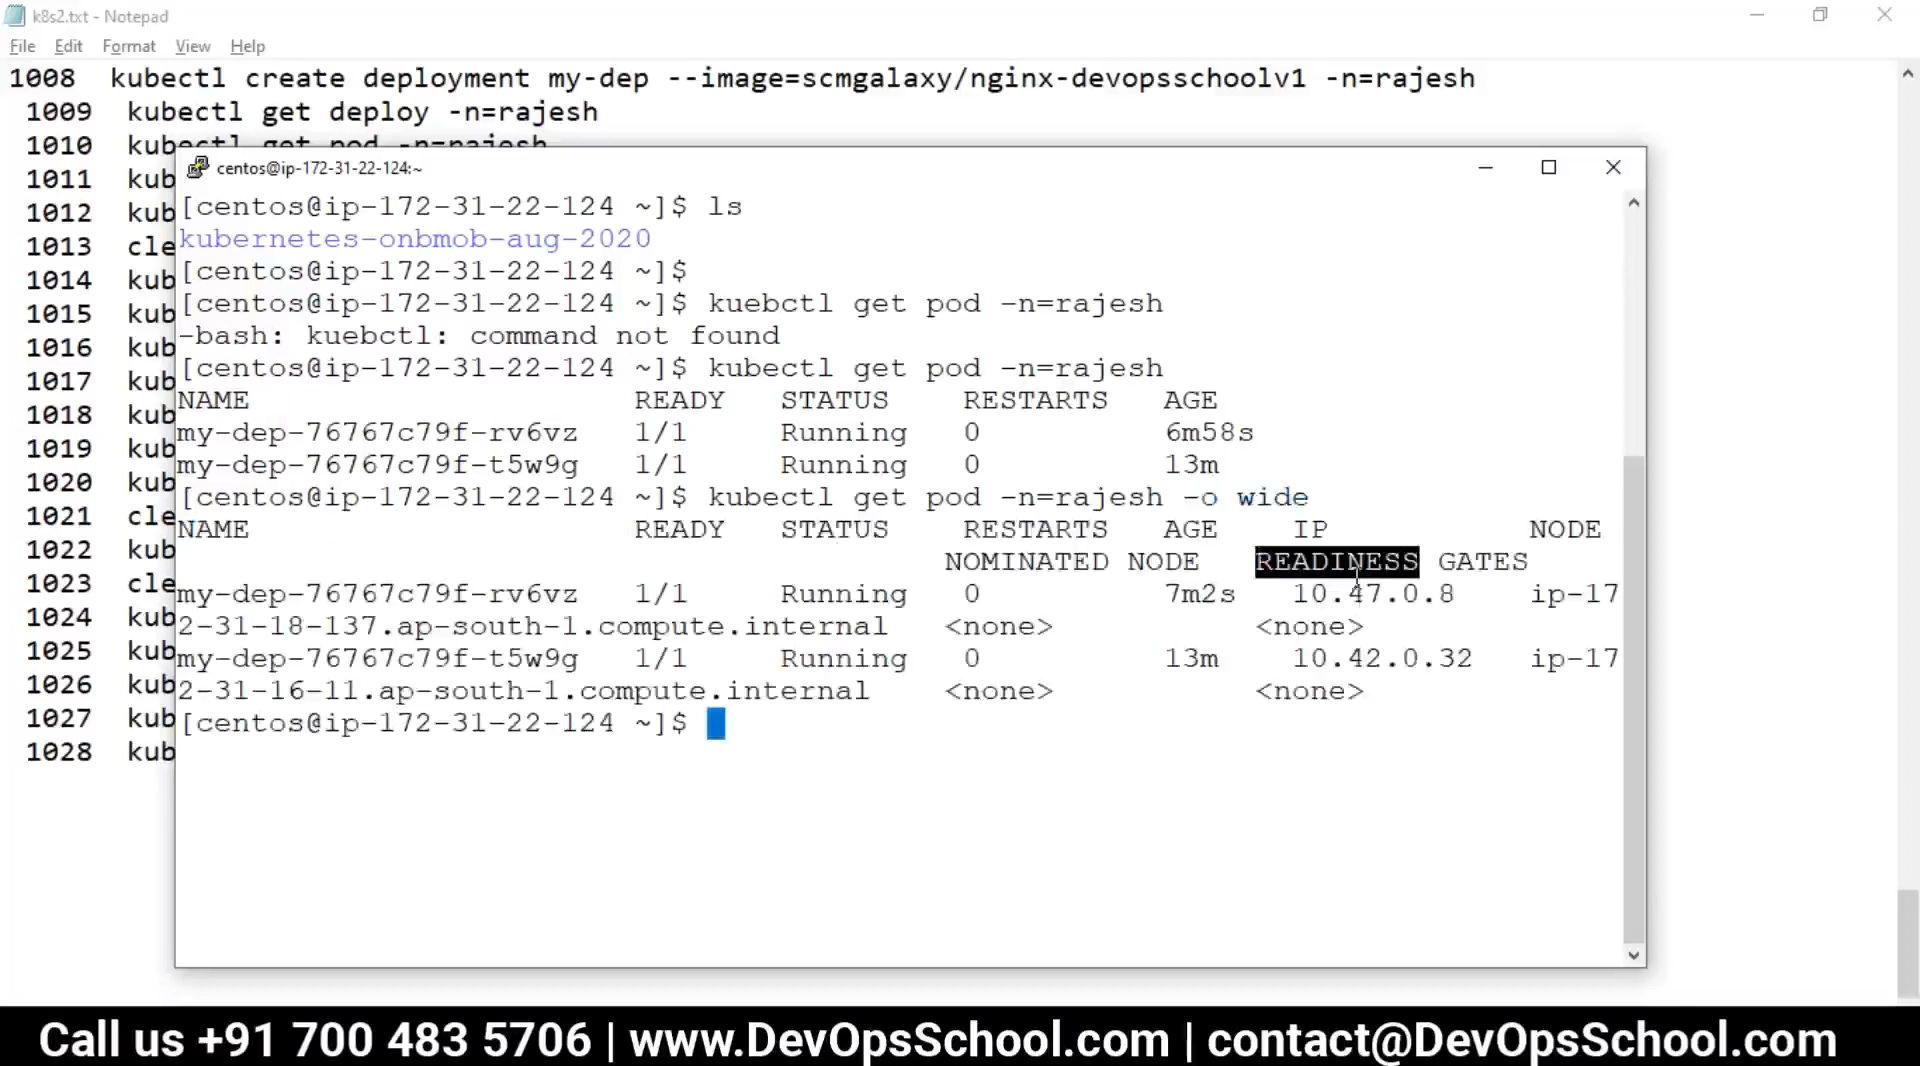 k8s2.txt - Notepad
File Edit Format View Help
1008 kubectl create deployment my-dep --image=scmgalaxy/nginx-devopsschoolv1 -n=rajesh
1009 kubectl get deploy -n=rajesh
1010 kubectl get pod -n=rajesh
1011 kub
1012 kub
1013 cle
1014 kub
1015 kub
1016 kub
1017 kub
1018 kub
1019 kub
1020 kub
1021 cle
1022 kub
1023 cle
1024 kub
1025 kub
1026 kub
1027 kub
1028 kub
centos@ip-172-31-22-124:~
[centos@ip-172-31-22-124 ~]$ ls
kubernetes-onbmob-aug-2020
[centos@ip-172-31-22-124 ~]$
[centos@ip-172-31-22-124 ~]$ kuebctl get pod -n=rajesh
-bash: kuebctl: command not found
[centos@ip-172-31-22-124 ~]$ kubectl get pod -n=rajesh
NAME READY STATUS RESTARTS AGE
my-dep-76767c79f-rv6vz 1/1 Running 0 6m58s
my-dep-76767c79f-t5w9g 1/1 Running 0 13m
[centos@ip-172-31-22-124 ~]$ kubectl get pod -n=rajesh -o wide
NAME READY STATUS RESTARTS AGE IP NODE
NOMINATED NODE READINESS GATES
my-dep-76767c79f-rv6vz 1/1 Running 0 7m2s 10.47.0.8 ip-17
2-31-18-137.ap-south-1.compute.internal <none> <none>
my-dep-76767c79f-t5w9g 1/1 Running 0 13m 10.42.0.32 ip-17
2-31-16-11.ap-south-1.compute.internal <none> <none>
[centos@ip-172-31-22-124 ~]$
Call us +91 700 483 5706 | www.DevOpsSchool.com | contact@DevOpsSchool.com